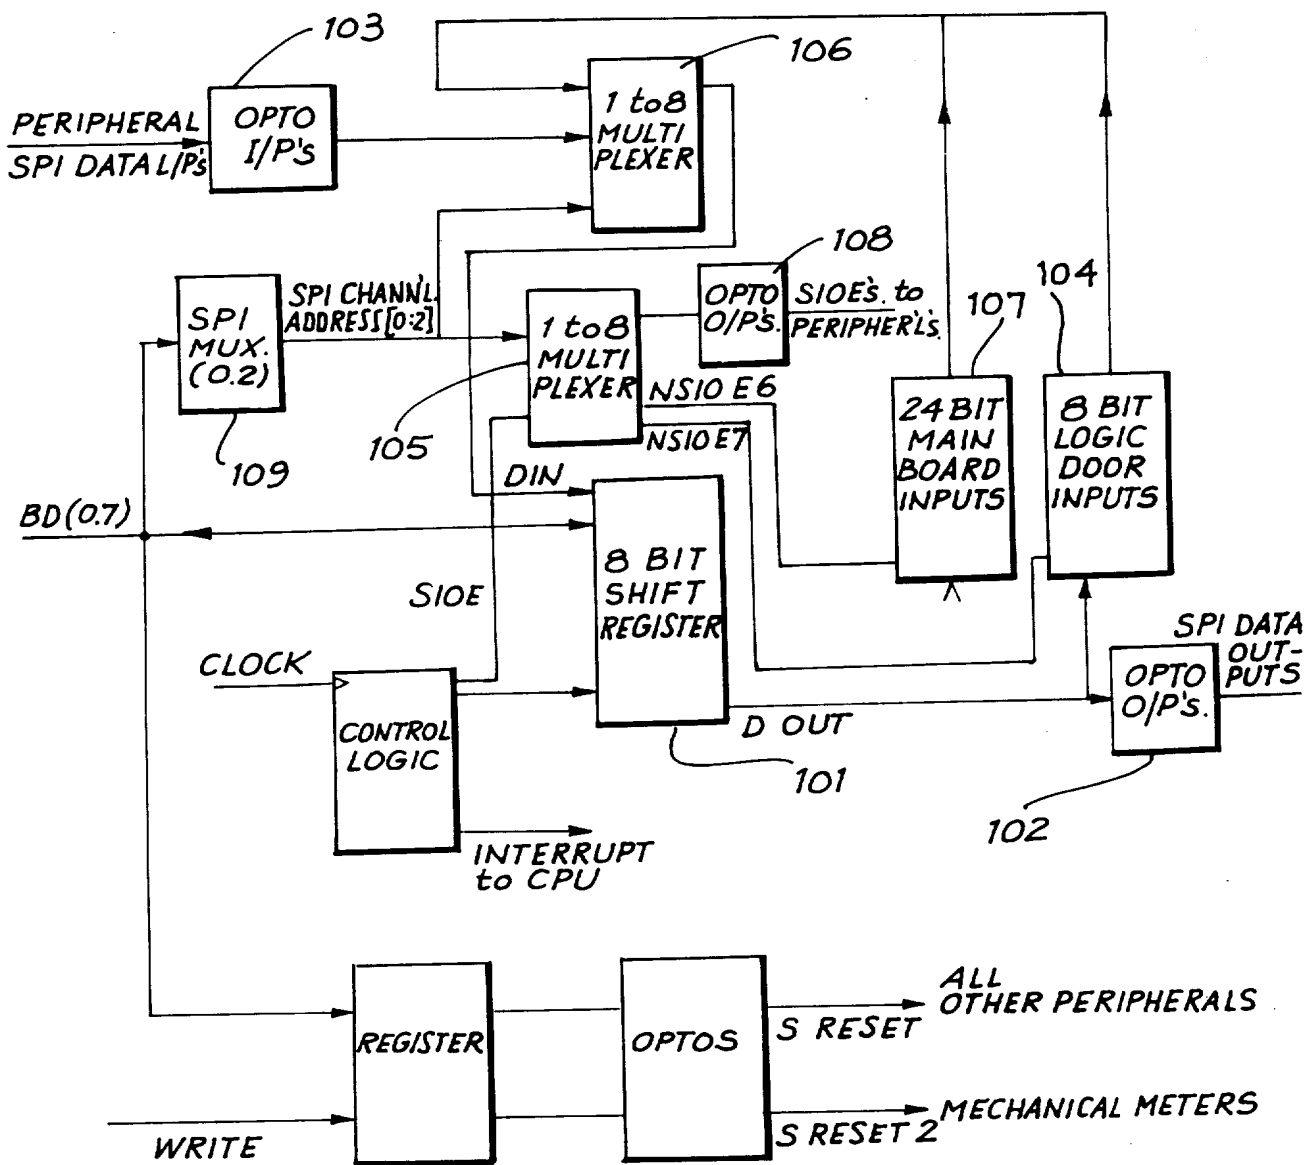 103
106
PERIPHERAL
SPI DATA L/P's
OPTO
I/P's
1 to 8
MULTI
PLEXER
108
104
107
SPI
MUX.
(0.2)
109
SPI CHANN'L.
ADDRESS[0:2]
1 to 8
MULTI
PLEXER
105
OPTO
O/P's.
SIOE's. to
PERIPHER'L's.
NSIO E6
NSIO E7
24 BIT
MAIN
BOARD
INPUTS
8 BIT
LOGIC
DOOR
INPUTS
DIN
BD (0.7)
8 BIT
SHIFT
REGISTER
SIOE
CLOCK
CONTROL
LOGIC
D OUT
101
SPI DATA
OUT-
PUTS
OPTO
O/P's.
102
INTERRUPT
to CPU
REGISTER
OPTOS
S RESET
ALL
OTHER PERIPHERALS
WRITE
S RESET 2
MECHANICAL METERS